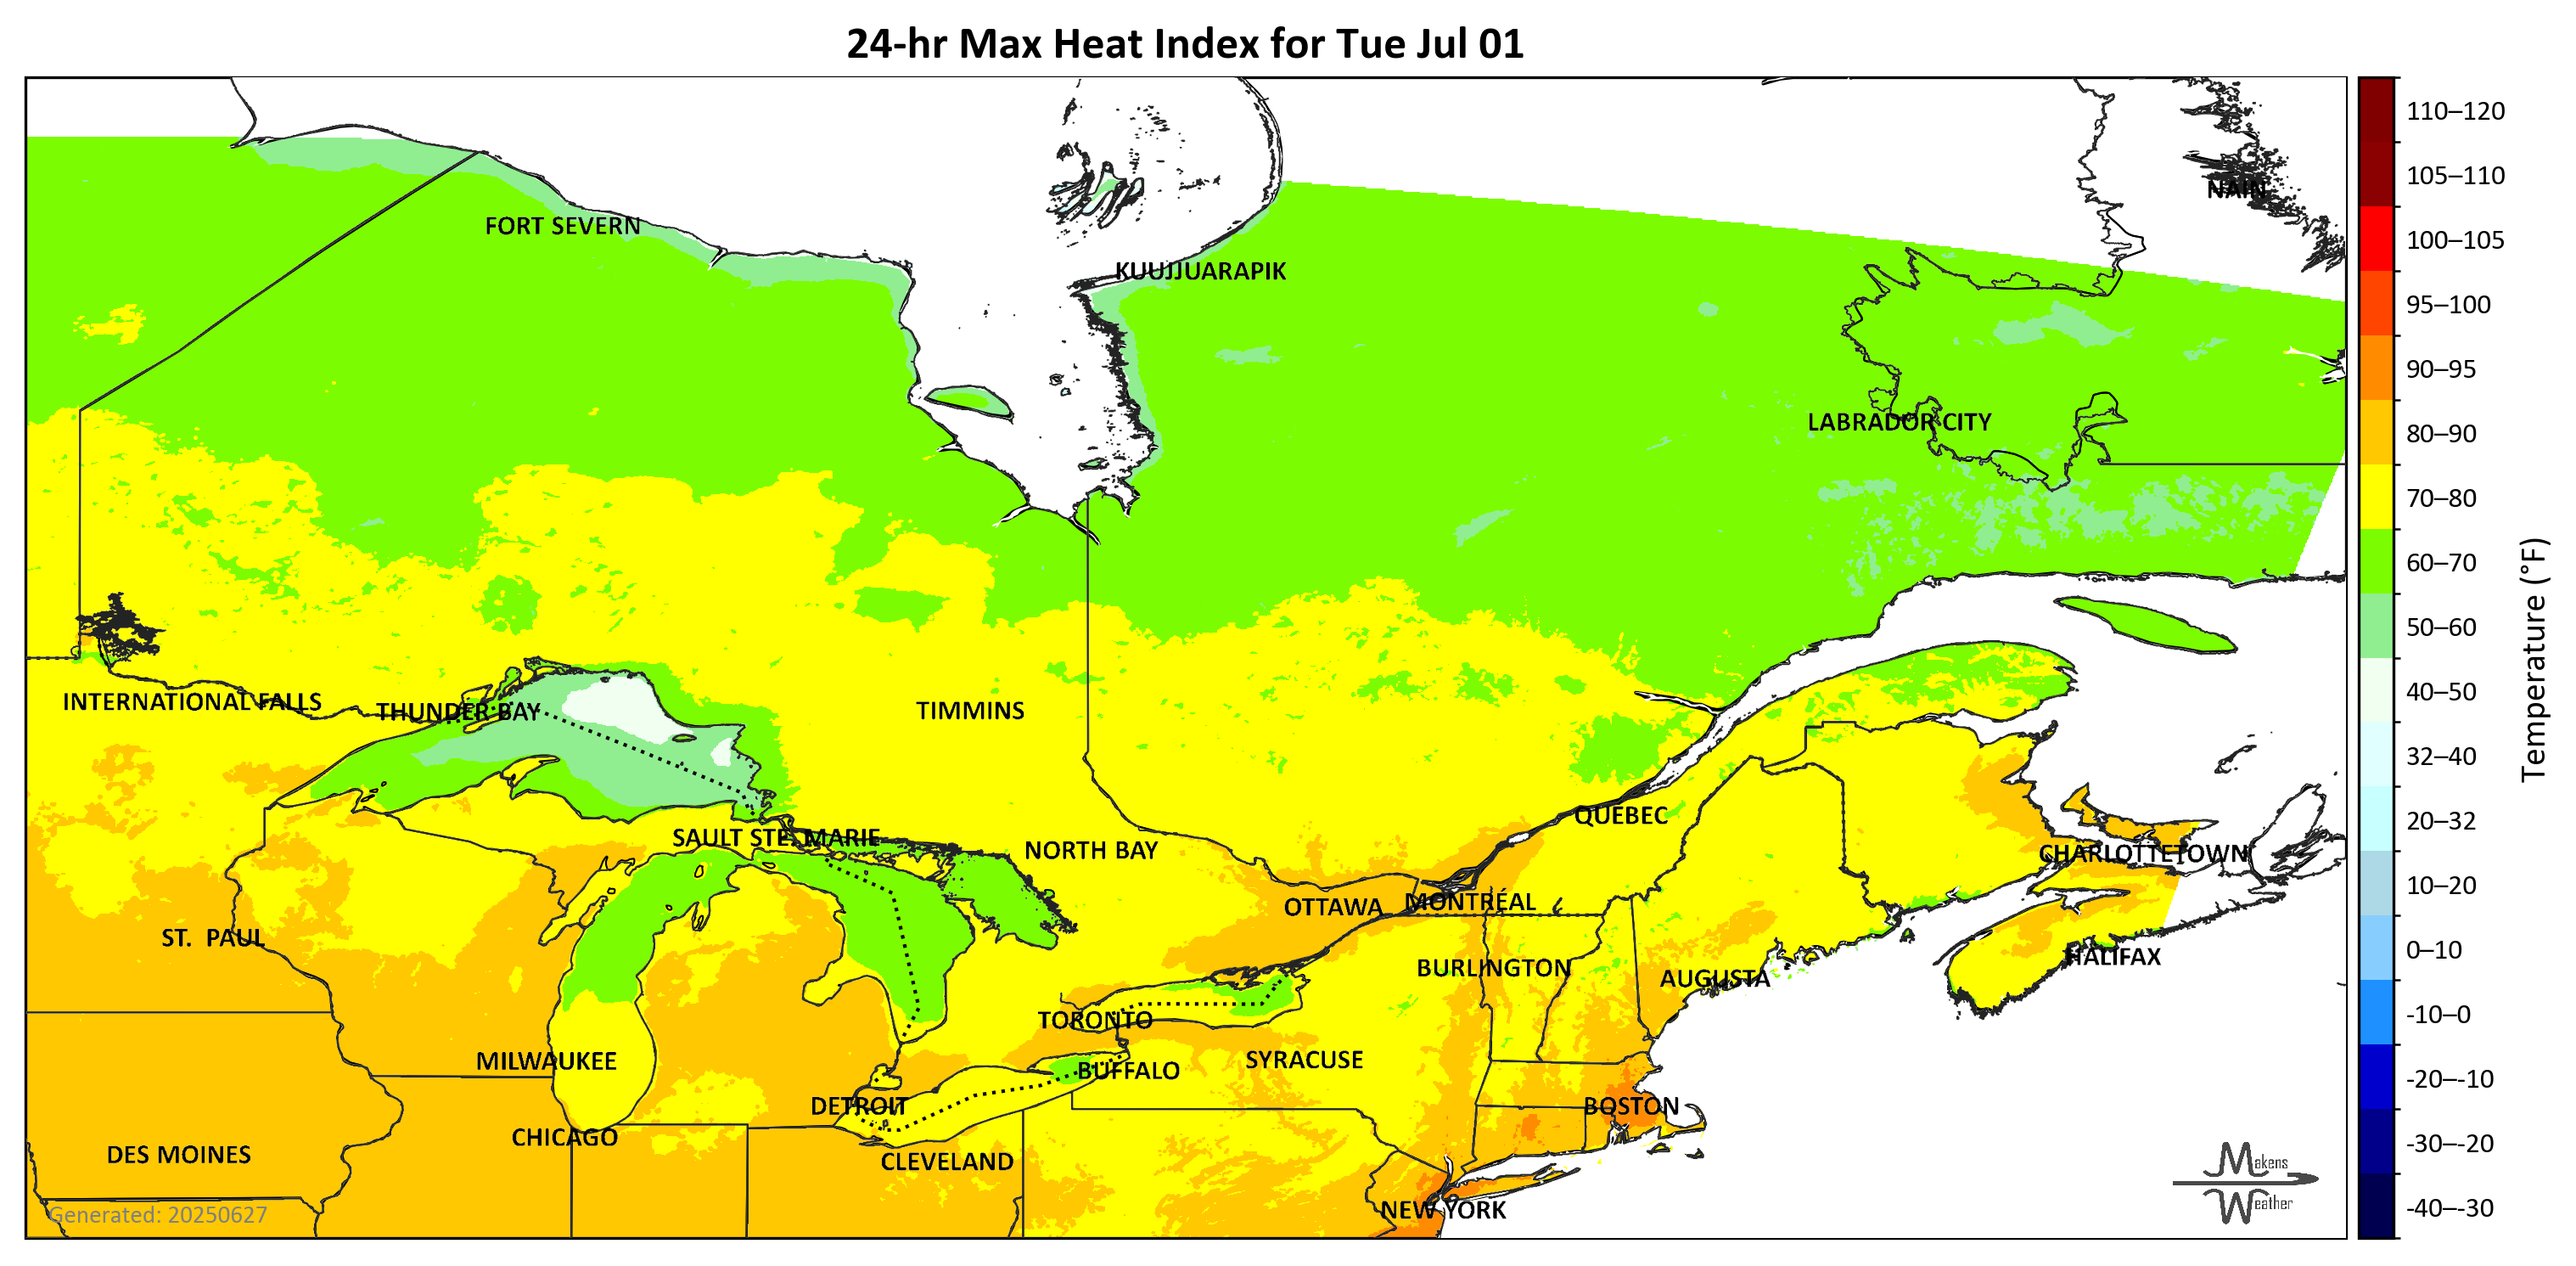 24-hr Max Heat Index for Tue Jul 01
NAIN
FORT SEVERN
KUUJJUARAPIK
LABRADOR CITY
INTERNATIONAL FALLS
THUNDER BAY
TIMMINS
QUEBEC
SAULT STE. MARIE
NORTH BAY
CHARLOTTETOWN
OTTAWA
MONTRÉAL
ST. PAUL
HALIFAX
BURLINGTON
AUGUSTA
TORONTO
MILWAUKEE
SYRACUSE
BUFFALO
DETROIT
BOSTON
CHICAGO
DES MOINES
CLEVELAND
NEW YORK
Generated: 20250627
Makens
Weather
110–120
105–110
100–105
95–100
90–95
80–90
70–80
60–70
50–60
40–50
32–40
20–32
10–20
0–10
-10–0
-20–-10
-30–-20
-40–-30
Temperature (°F)